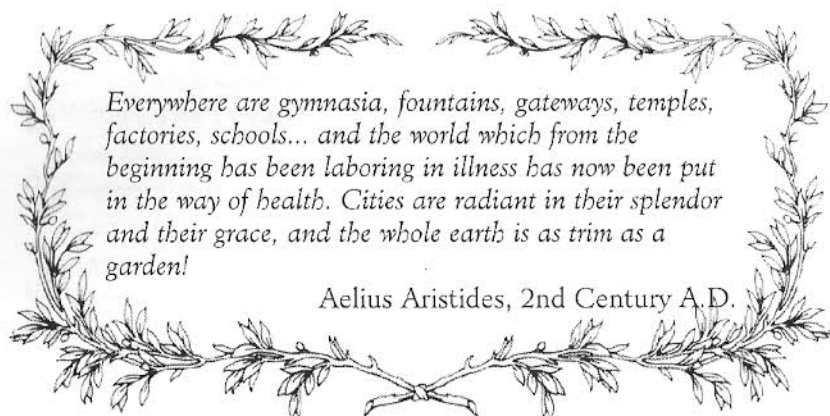 Everywhere are gymnasia, fountains, gateways, temples,
factories, schools... and the world which from the
beginning has been laboring in illness has now been put
in the way of health. Cities are radiant in their splendor
and their grace, and the whole earth is as trim as a
garden!
Aelius Aristides, 2nd Century A.D.